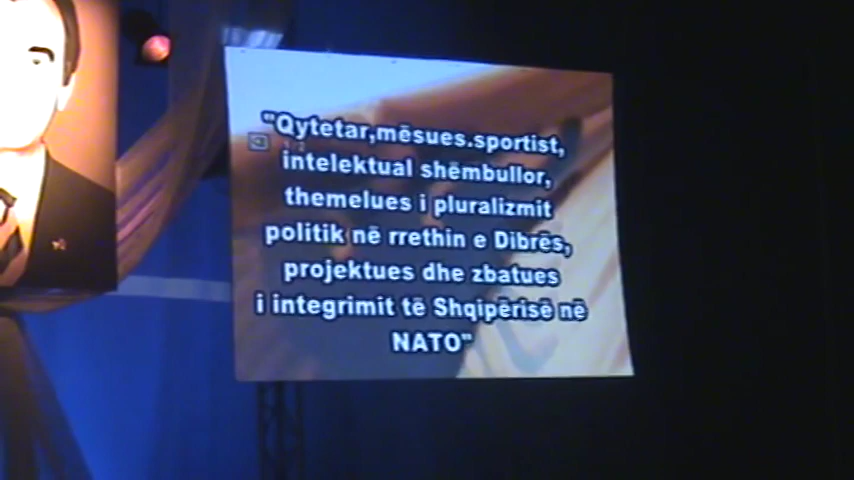 "Qytetar,mësues.sportist,
intelektual shëmbullor,
themelues i pluralizmit
politik në rrethin e Dibrës,
projektues dhe zbatues
i integrimit të Shqipërisë në
NATO"